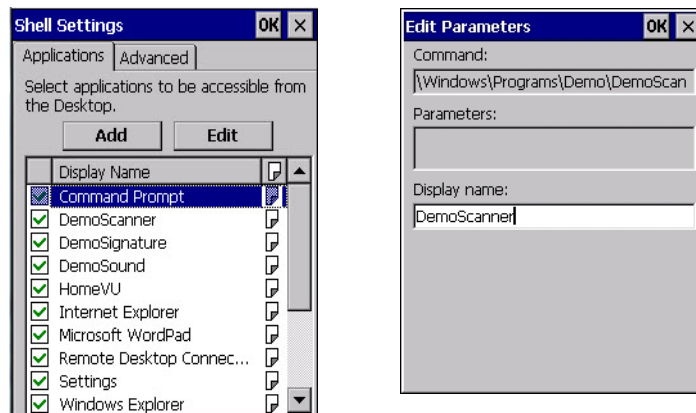 Shell Settings OK
Applications Advanced
Select applications to be accessible from
the Desktop.
Add Edit
Display Name
Command Prompt
DemoScanner
DemoSignature
DemoSound
HomeVU
Internet Explorer
Microsoft WordPad
Remote Desktop Connec...
Settings
Windows Explorer
Edit Parameters OK
Command:
\Windows\Programs\Demo\DemoScan
Parameters:
Display name:
DemoScanner